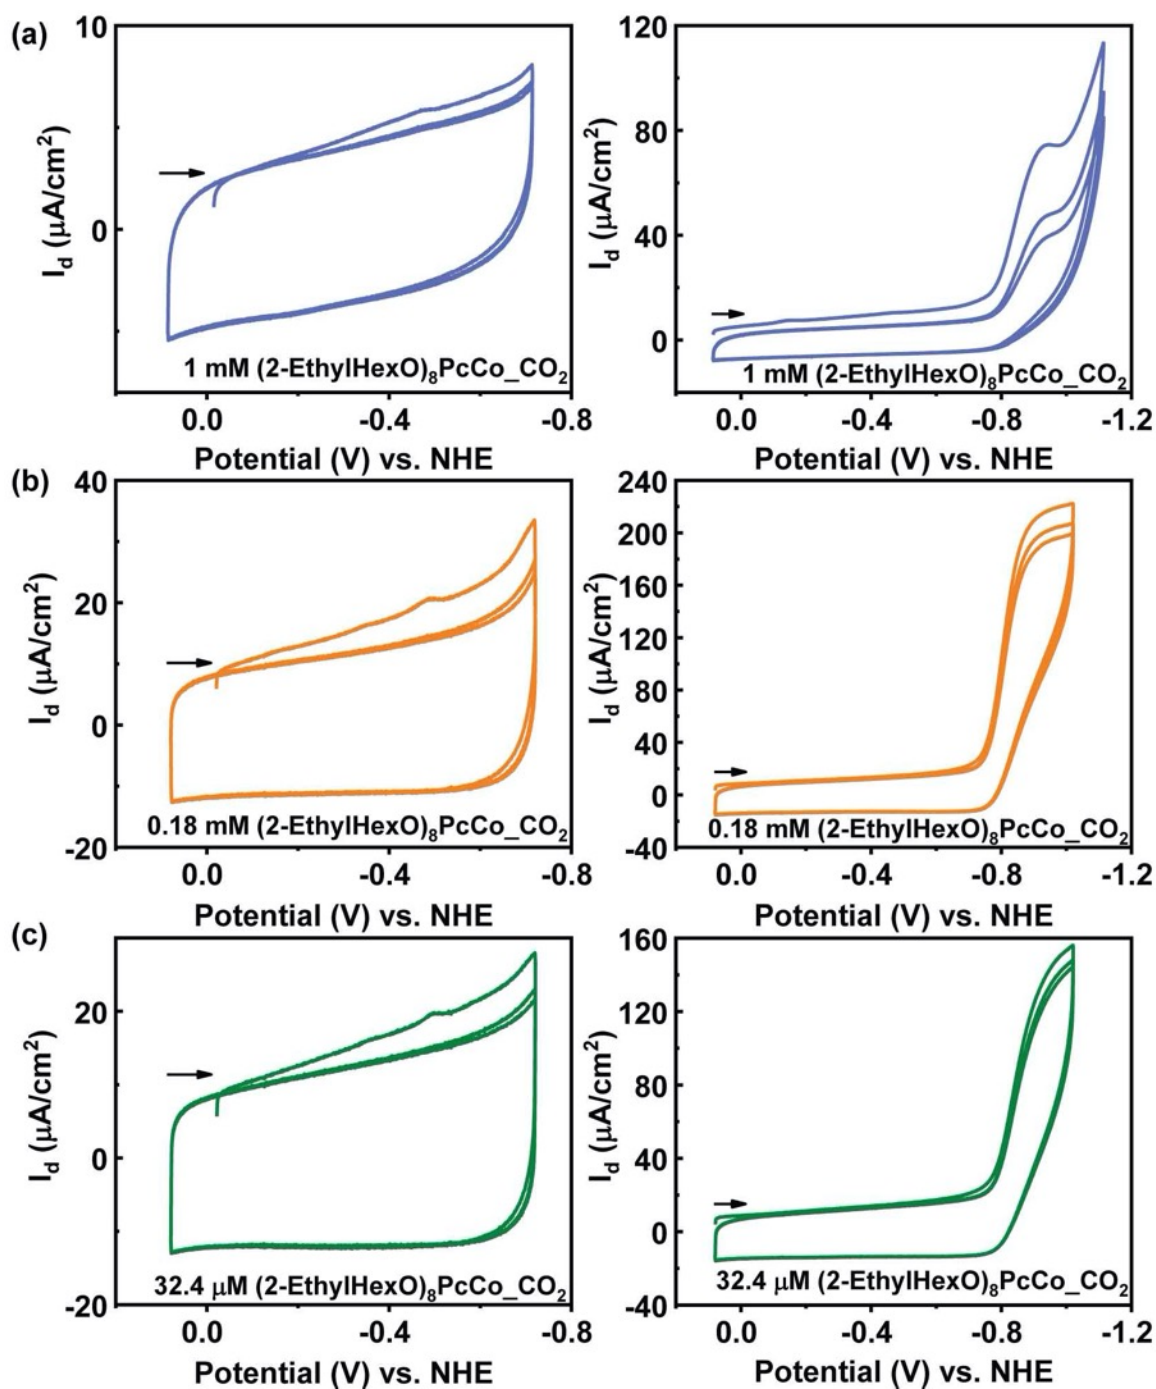 (a)
10
0
I_d (μA/cm²)
1 mM (2-EthylHexO)₈PcCo_CO₂
0.0 -0.4 -0.8
Potential (V) vs. NHE
120
80
40
0
I_d (μA/cm²)
1 mM (2-EthylHexO)₈PcCo_CO₂
0.0 -0.4 -0.8 -1.2
Potential (V) vs. NHE
(b)
40
20
0
-20
I_d (μA/cm²)
0.18 mM (2-EthylHexO)₈PcCo_CO₂
0.0 -0.4 -0.8
Potential (V) vs. NHE
240
200
160
120
80
40
0
-40
I_d (μA/cm²)
0.18 mM (2-EthylHexO)₈PcCo_CO₂
0.0 -0.4 -0.8 -1.2
Potential (V) vs. NHE
(c)
20
0
-20
I_d (μA/cm²)
32.4 μM (2-EthylHexO)₈PcCo_CO₂
0.0 -0.4 -0.8
Potential (V) vs. NHE
160
120
80
40
0
-40
I_d (μA/cm²)
32.4 μM (2-EthylHexO)₈PcCo_CO₂
0.0 -0.4 -0.8 -1.2
Potential (V) vs. NHE